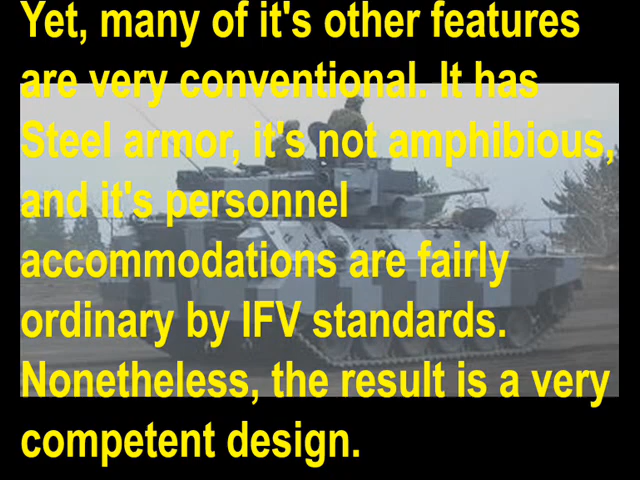 Yet, many of it's other features
are very conventional. It has
Steel armor, it's not amphibious,
and it's personnel
accommodations are fairly
ordinary by IFV standards.
Nonetheless, the result is a very
competent design.